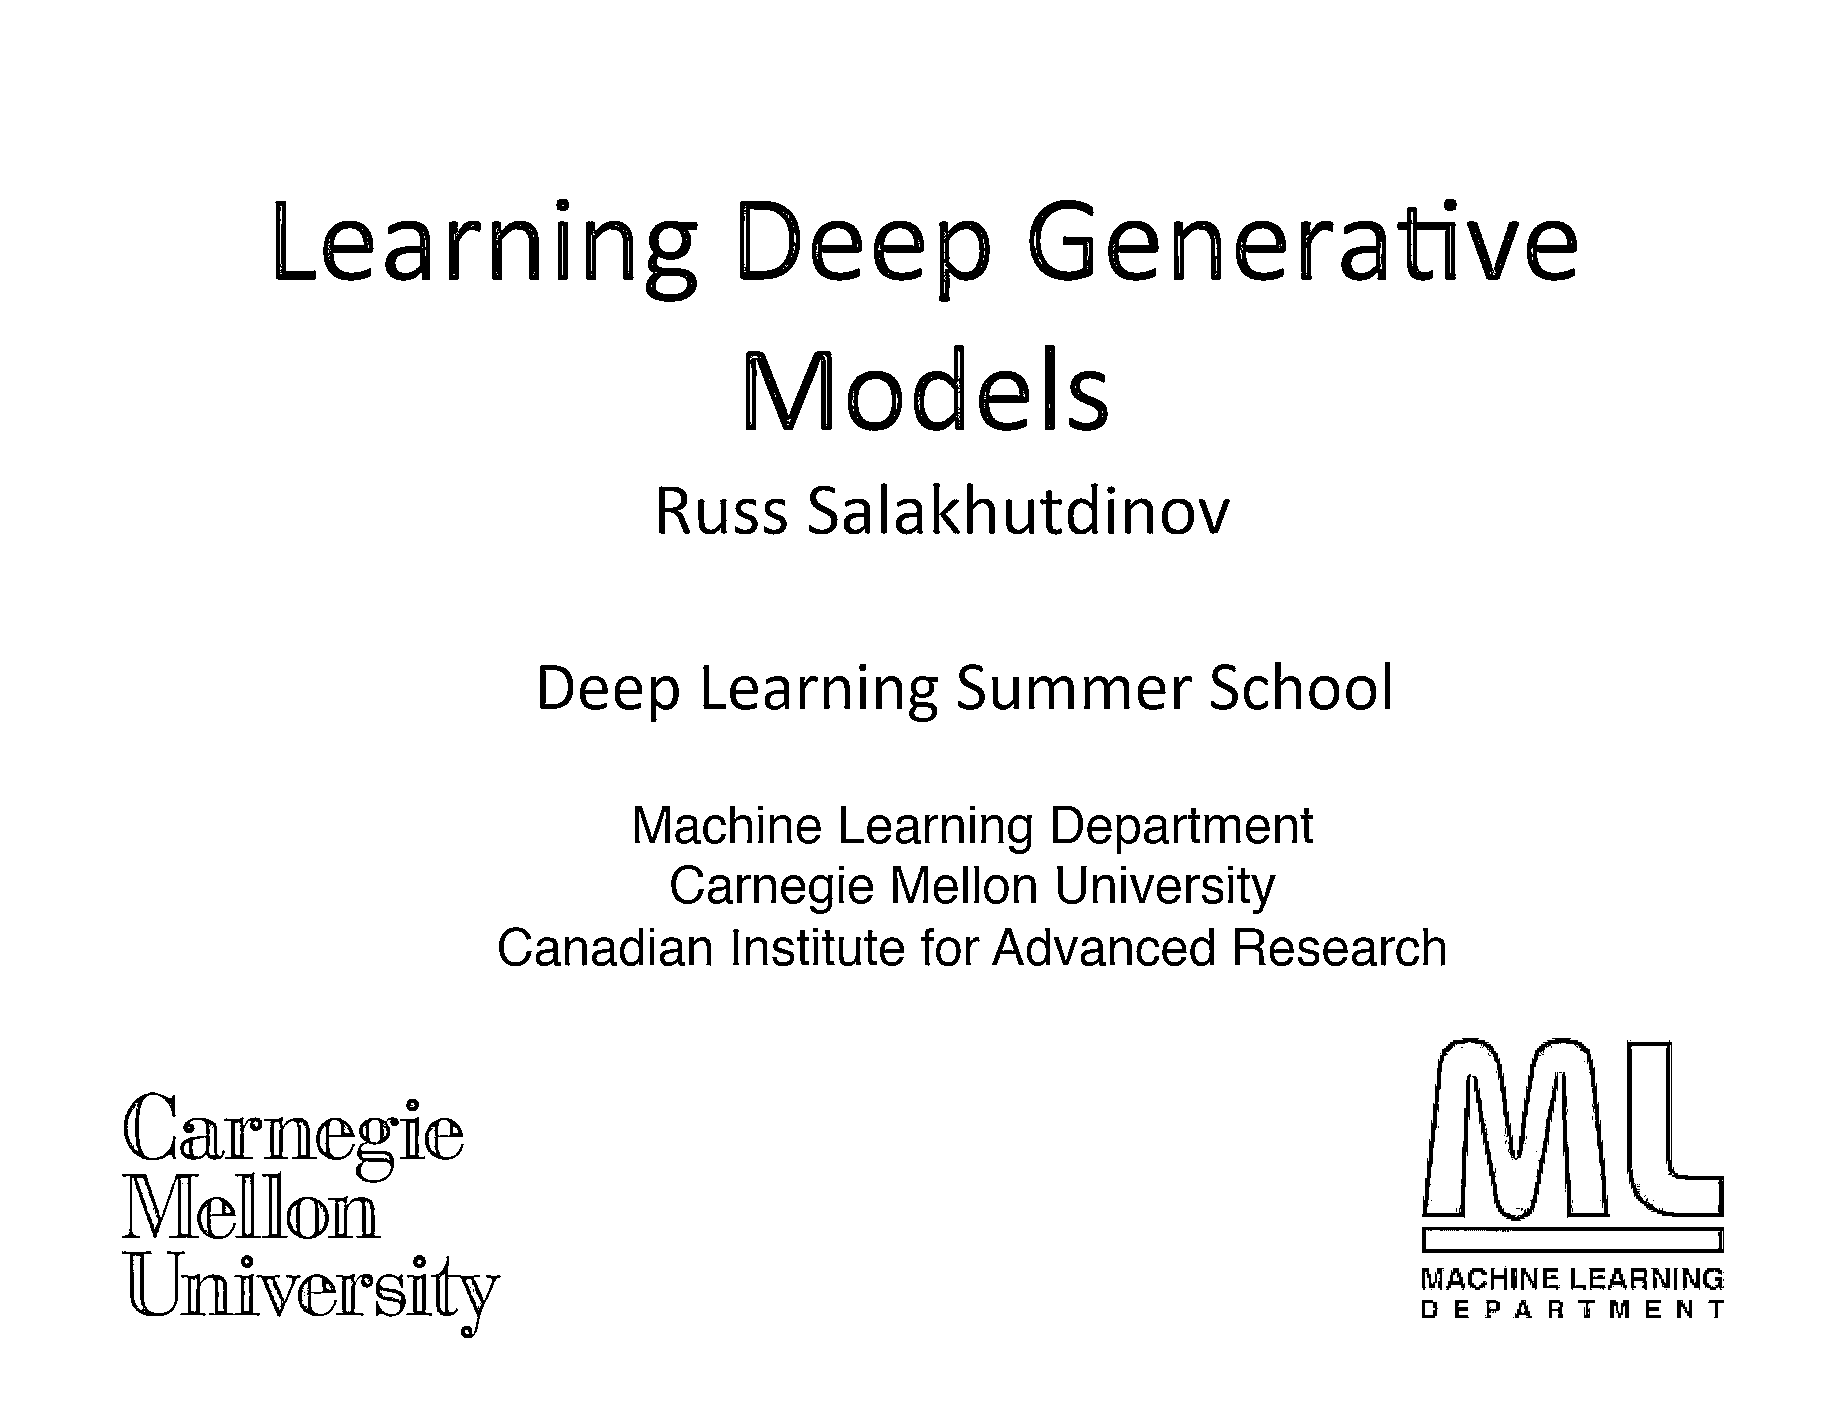 Learning Deep Generative
Models
Russ Salakhutdinov
Deep Learning Summer School
Machine Learning Department
Carnegie Mellon University
Canadian Institute for Advanced Research
Carnegie
Mellon
University
ML
MACHINE LEARNING
DEPARTMENT